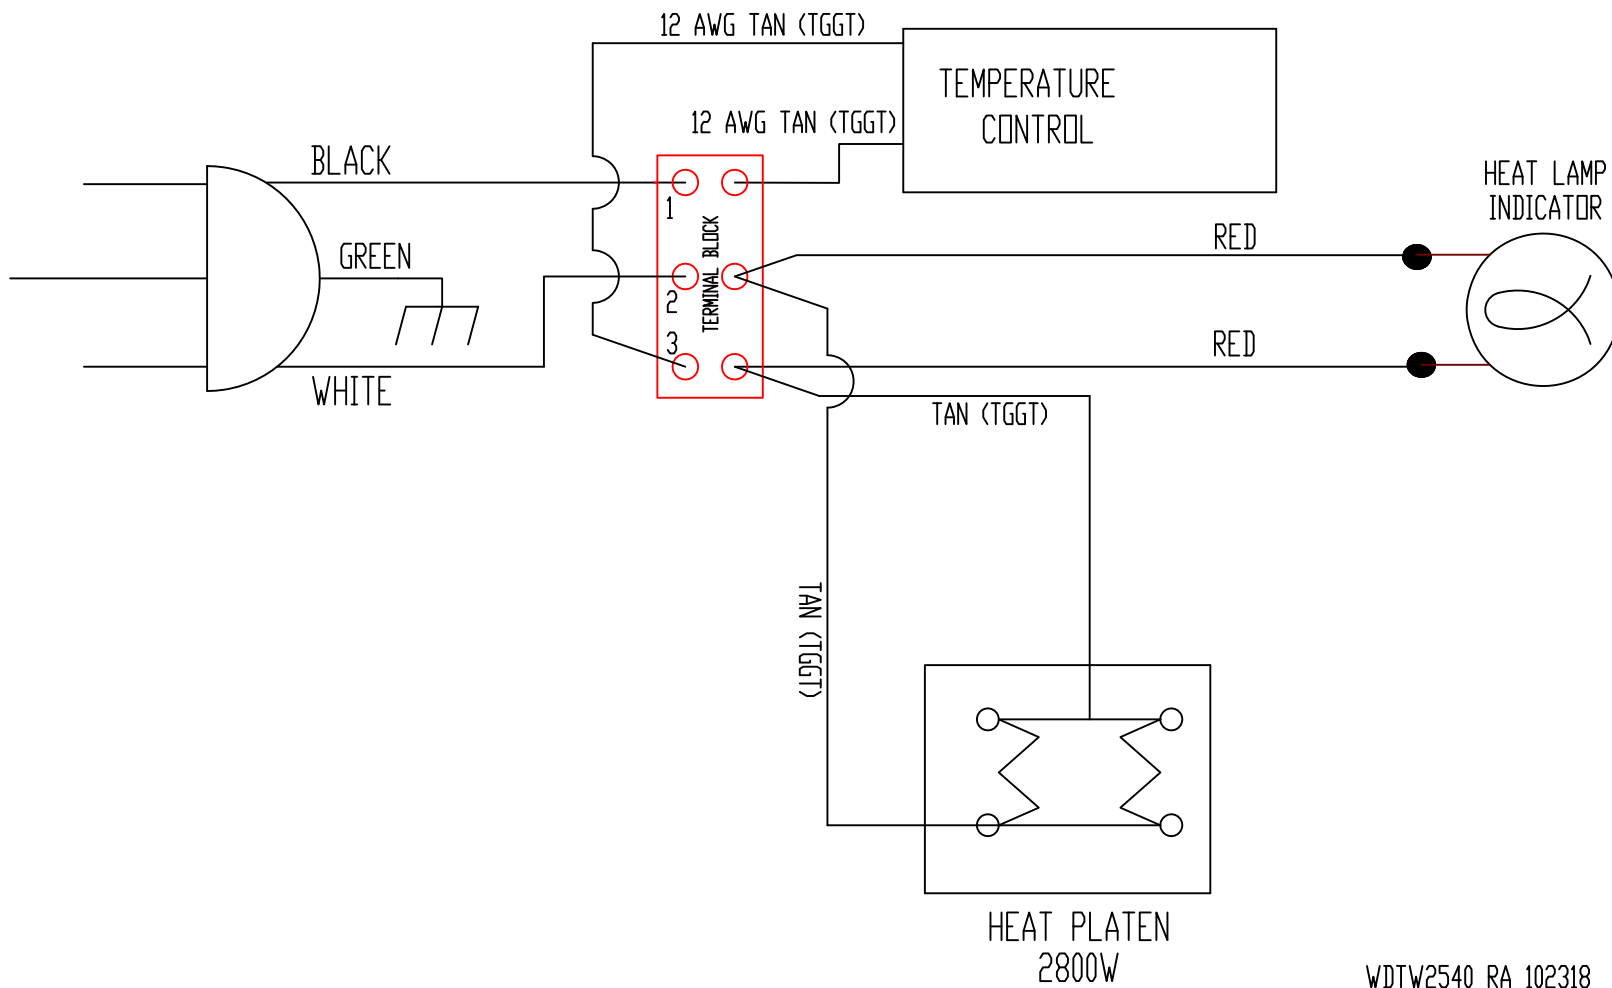 12 AWG TAN (TGGT)
TEMPERATURE
CONTROL
12 AWG TAN (TGGT)
BLACK
HEAT LAMP
INDICATOR
1
TERMINAL BLOCK
RED
GREEN
2
3
RED
WHITE
TAN (TGGT)
TAN (TGGT)
HEAT PLATEN
2800W
WDTW2540 RA 102318